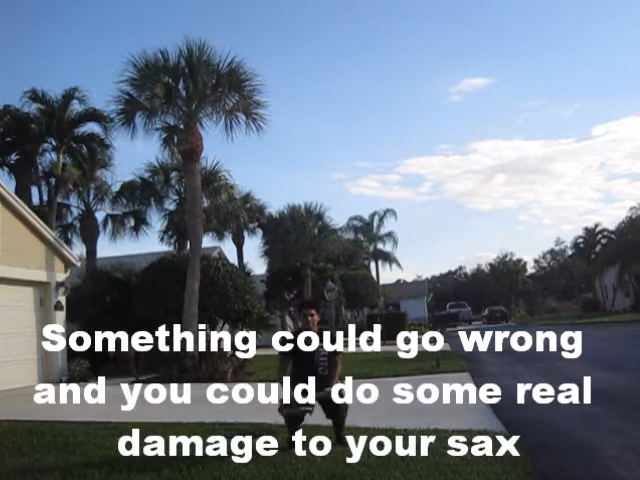 Something could go wrong
and you could do some real
damage to your sax